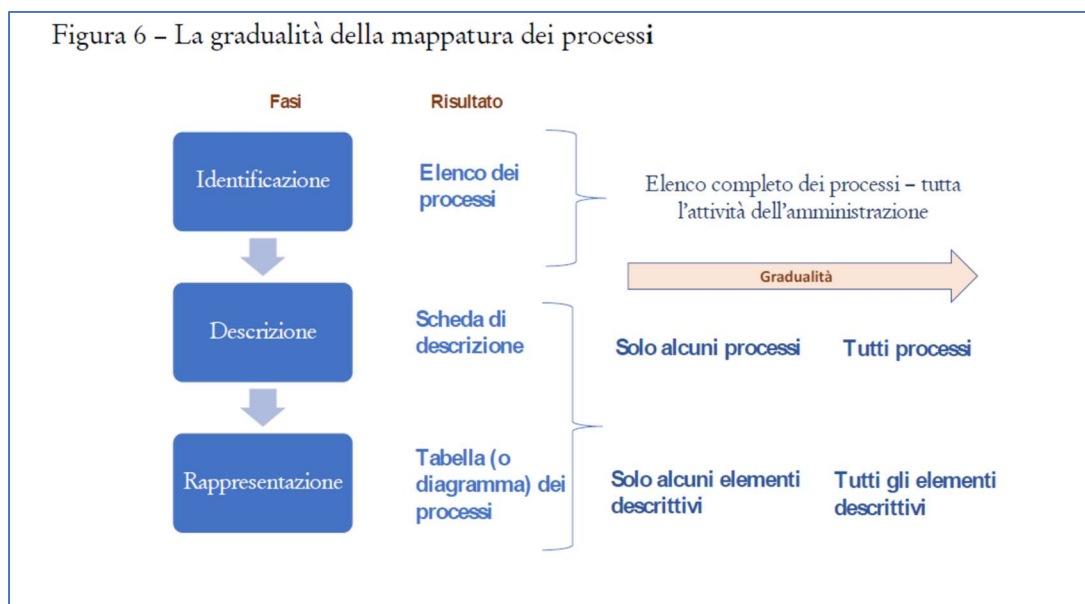 Figura 6 – La gradualità della mappatura dei processi
Fasi
Risultato
Identificazione
Elenco dei
processi
Elenco completo dei processi – tutta
l’attività dell’amministrazione
Gradualità
Descrizione
Scheda di
descrizione
Solo alcuni processi
Tutti processi
Rappresentazione
Tabella (o
diagramma) dei
processi
Solo alcuni elementi
descrittivi
Tutti gli elementi
descrittivi